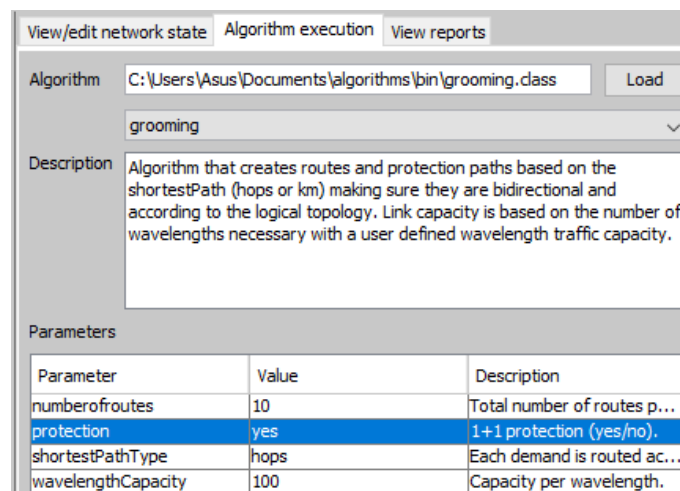 View/edit network state Algorithm execution View reports
Algorithm C:\Users\Asus\Documents\algorithms\bin\grooming.class Load
grooming
Description Algorithm that creates routes and protection paths based on the
shortestPath (hops or km) making sure they are bidirectional and
according to the logical topology. Link capacity is based on the number of
wavelengths necessary with a user defined wavelength traffic capacity.
Parameters
Parameter Value Description
numberofroutes 10 Total number of routes p...
protection yes 1+1 protection (yes/no).
shortestPathType hops Each demand is routed ac...
wavelengthCapacity 100 Capacity per wavelength.